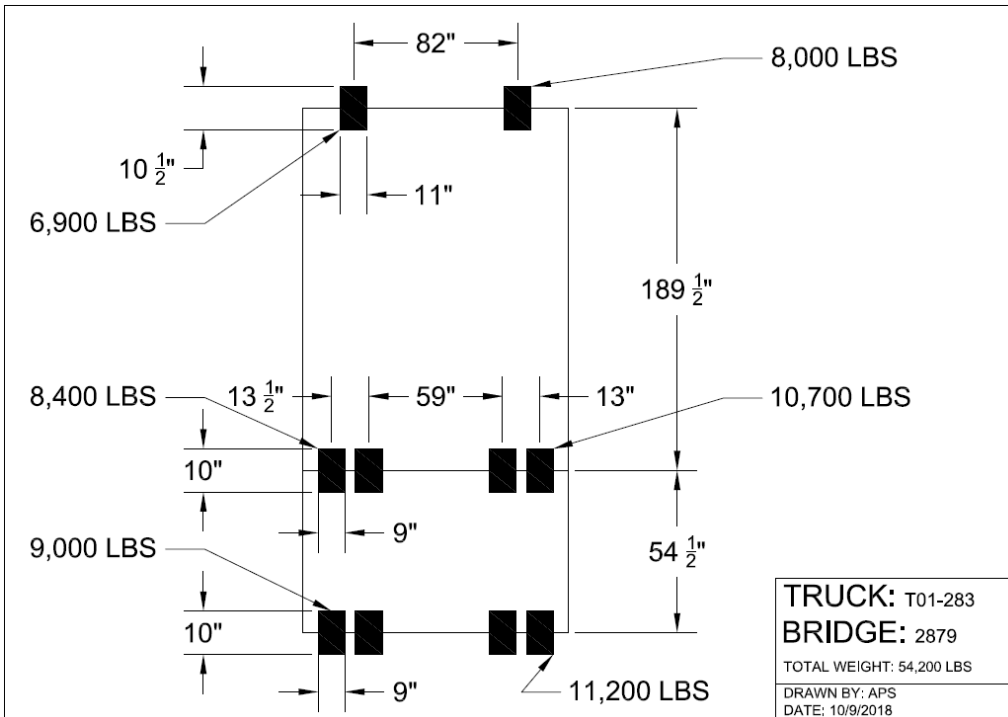 82"
8,000 LBS
10 1/2"
11"
6,900 LBS
189 1/2"
8,400 LBS
13 1/2"
59"
13"
10,700 LBS
10"
9"
9,000 LBS
54 1/2"
10"
9"
11,200 LBS
TRUCK: T01-283
BRIDGE: 2879
TOTAL WEIGHT: 54,200 LBS
DRAWN BY: APS
DATE: 10/9/2018